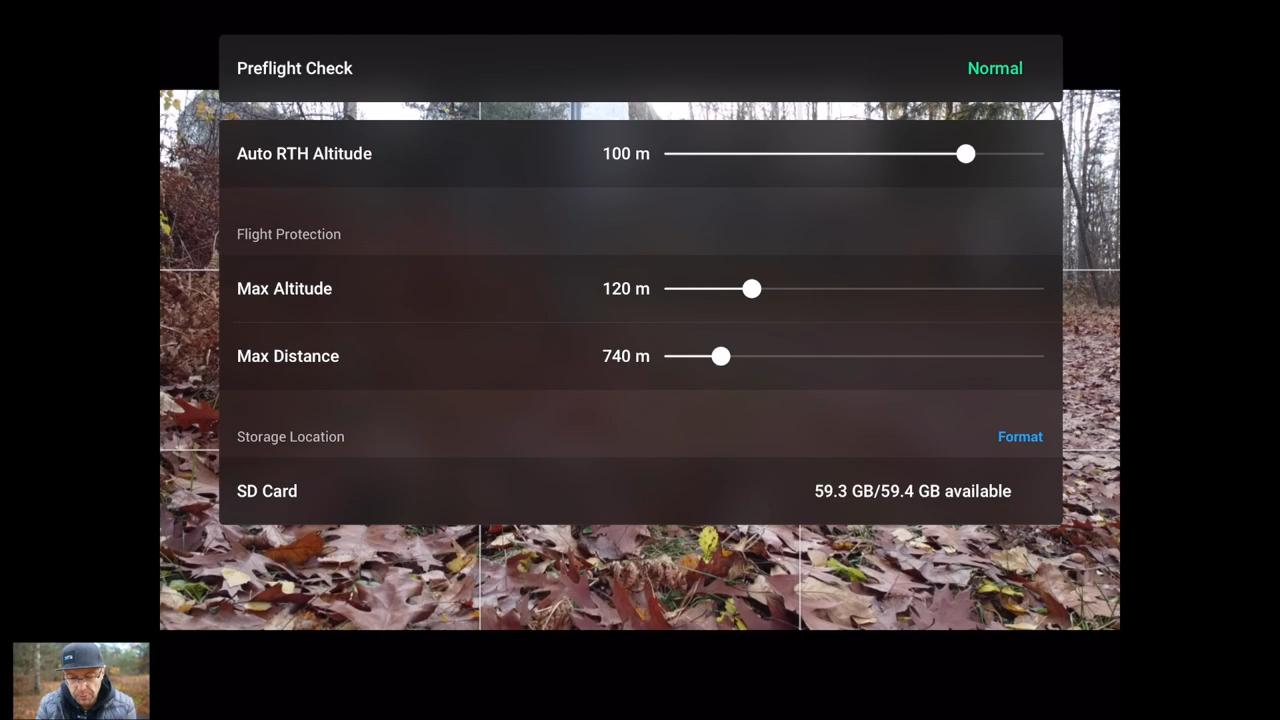 Preflight Check Normal
Auto RTH Altitude 100 m
Flight Protection
Max Altitude 120 m
Max Distance 740 m
Storage Location Format
SD Card 59.3 GB/59.4 GB available